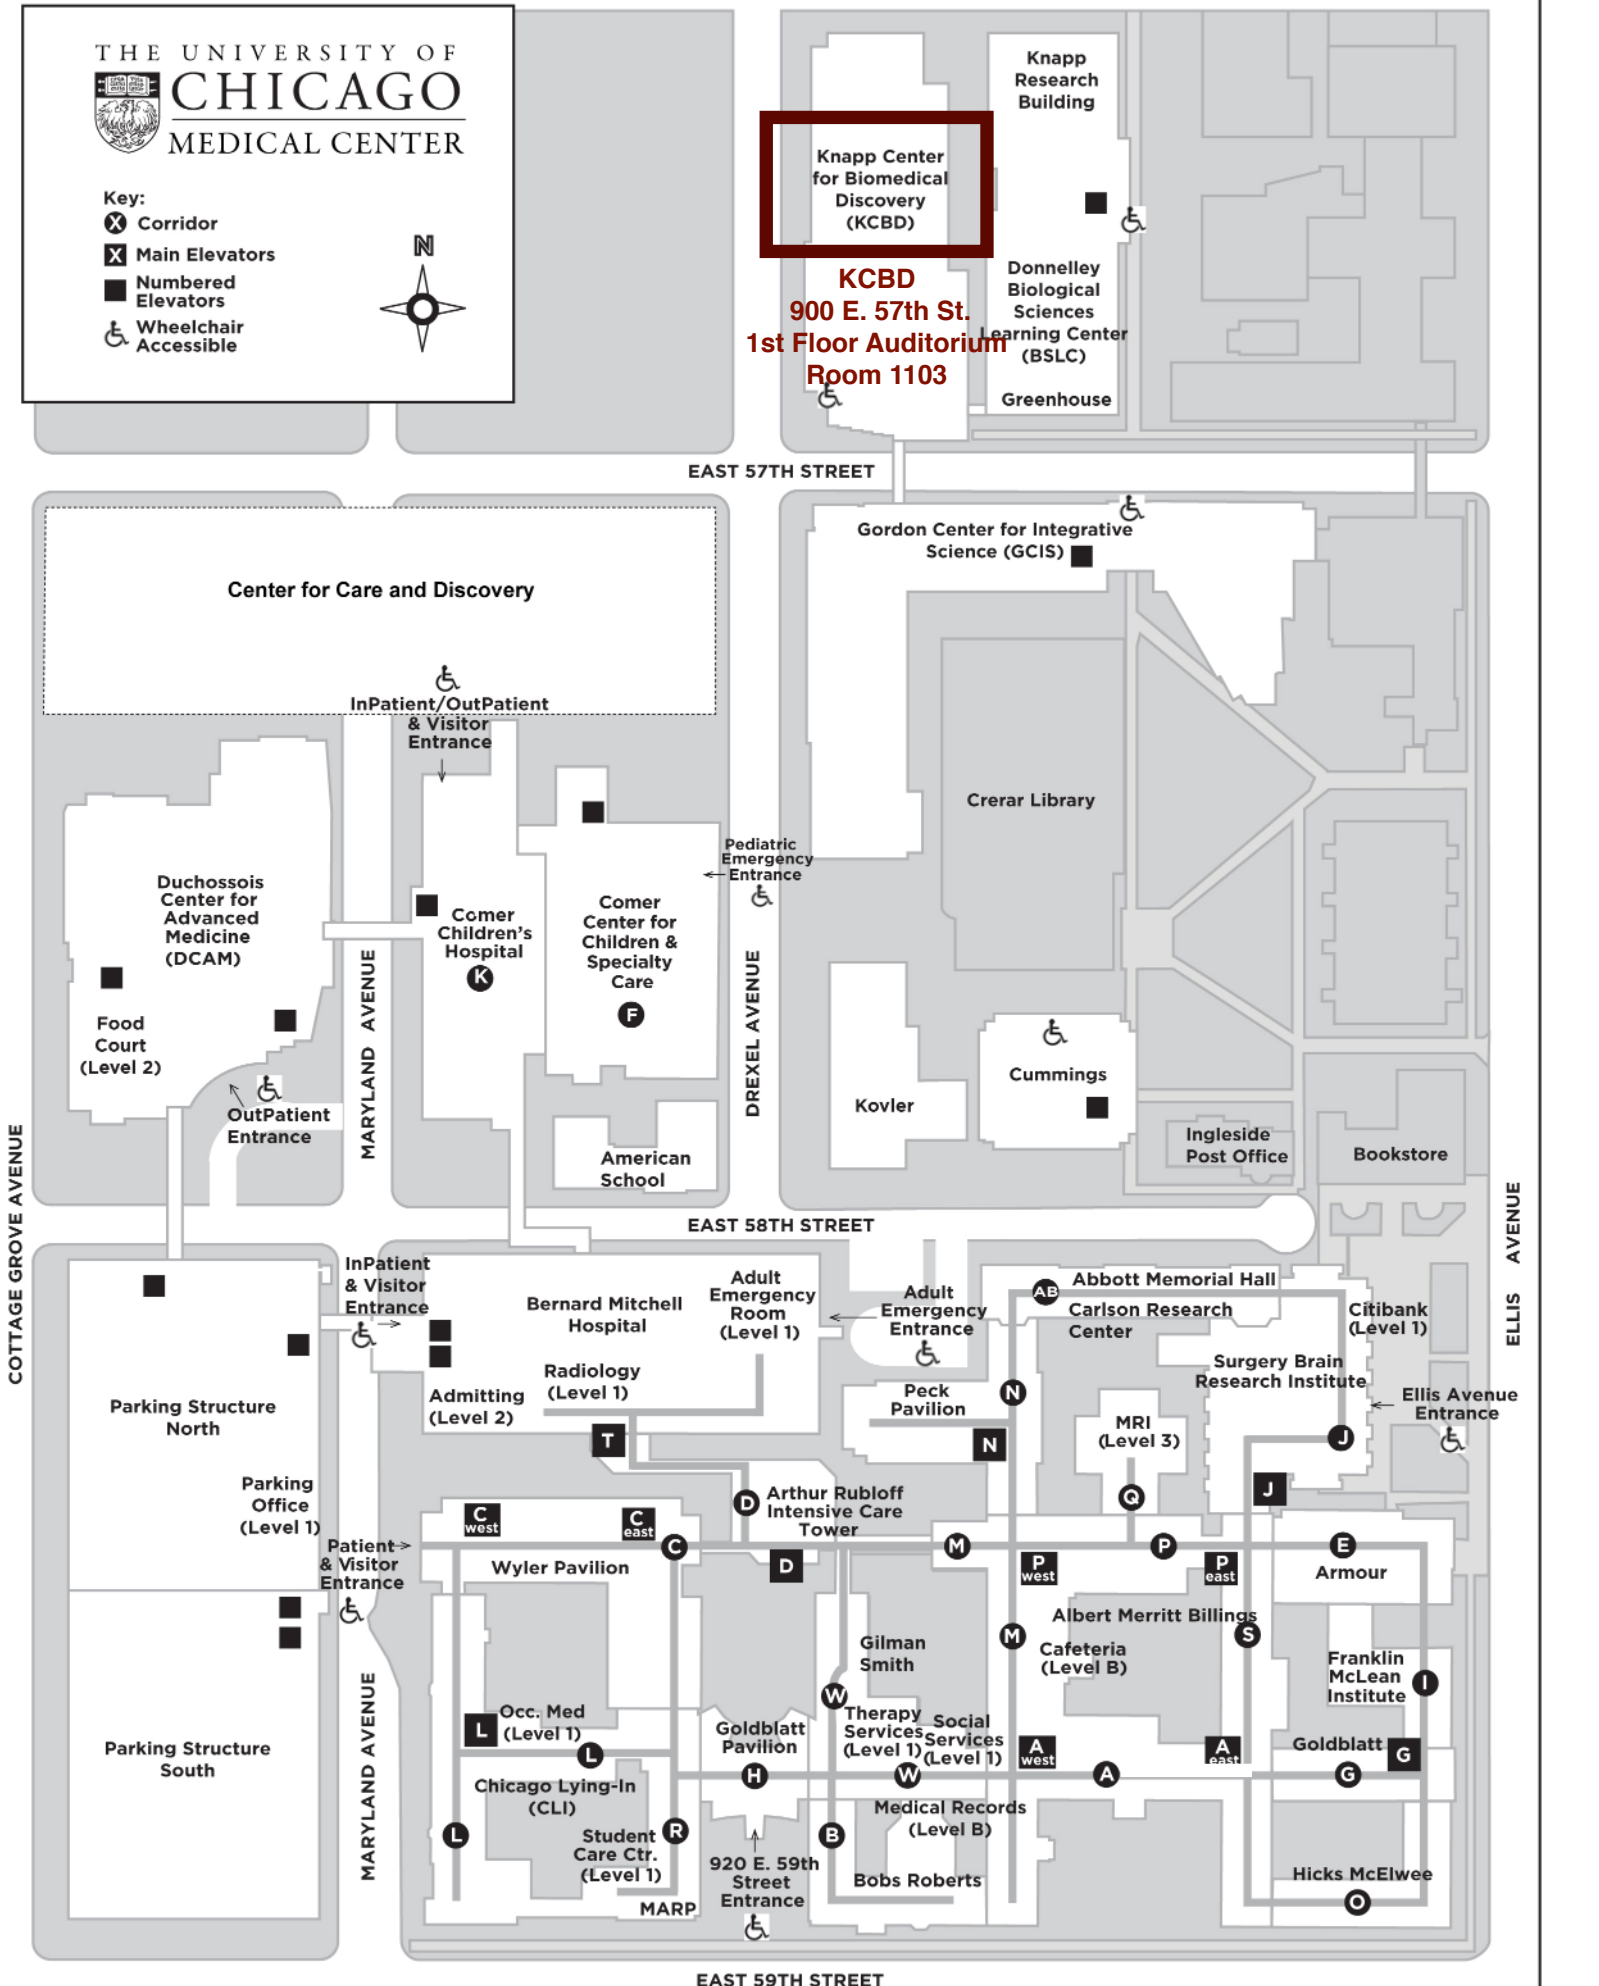 THE UNIVERSITY OF
CHICAGO
MEDICAL CENTER
Key:
X Corridor
X Main Elevators
Numbered
Elevators
Wheelchair
Accessible
N
Knapp
Research
Building
Knapp Center
for Biomedical
Discovery
(KCBD)
KCBD
900 E. 57th St.
1st Floor Auditorium
Room 1103
Donnelley
Biological
Sciences
Learning Center
(BSLC)
Greenhouse
EAST 57TH STREET
Center for Care and Discovery
InPatient/OutPatient
& Visitor
Entrance
Gordon Center for Integrative
Science (GCIS)
Crerar Library
Pediatric
Emergency
Entrance
Duchossois
Center for
Advanced
Medicine
(DCAM)
Food
Court
(Level 2)
OutPatient
Entrance
Comer
Children's
Hospital
K
Comer
Center for
Children &
Specialty
Care
F
American
School
MARYLAND AVENUE
DREXEL AVENUE
COTTAGE GROVE AVENUE
Kovler
Cummings
Ingleside
Post Office
Bookstore
ELLIS AVENUE
EAST 58TH STREET
InPatient
& Visitor
Entrance
Bernard Mitchell
Hospital
Adult
Emergency
Room
(Level 1)
Adult
Emergency
Entrance
AB
Abbott Memorial Hall
Carlson Research
Center
Citibank
(Level 1)
Surgery Brain
Research Institute
Ellis Avenue
Entrance
Radiology
(Level 1)
Admitting
(Level 2)
Peck
Pavilion
N
N
MRI
(Level 3)
T
J
J
Q
Parking Structure
North
Parking
Office
(Level 1)
Patient
& Visitor
Entrance
C
west
C
east
C
D
Arthur Rubloff
Intensive Care
Tower
D
Wyler Pavilion
M
P
E
P
west
P
east
Armour
Albert Merritt Billings
M
S
Cafeteria
(Level B)
Gilman
Smith
Franklin
McLean
Institute
I
W
Parking Structure
South
MARYLAND AVENUE
L
Occ. Med
(Level 1)
L
Goldblatt
Pavilion
H
Therapy
Services
(Level 1)
Social
Services
(Level 1)
W
A
west
A
A
east
Goldblatt
G
G
Chicago Lying-In
(CLI)
L
Student
Care Ctr.
(Level 1)
R
MARP
920 E. 59th
Street
Entrance
B
Medical Records
(Level B)
Bobs Roberts
Hicks McElwee
O
EAST 59TH STREET